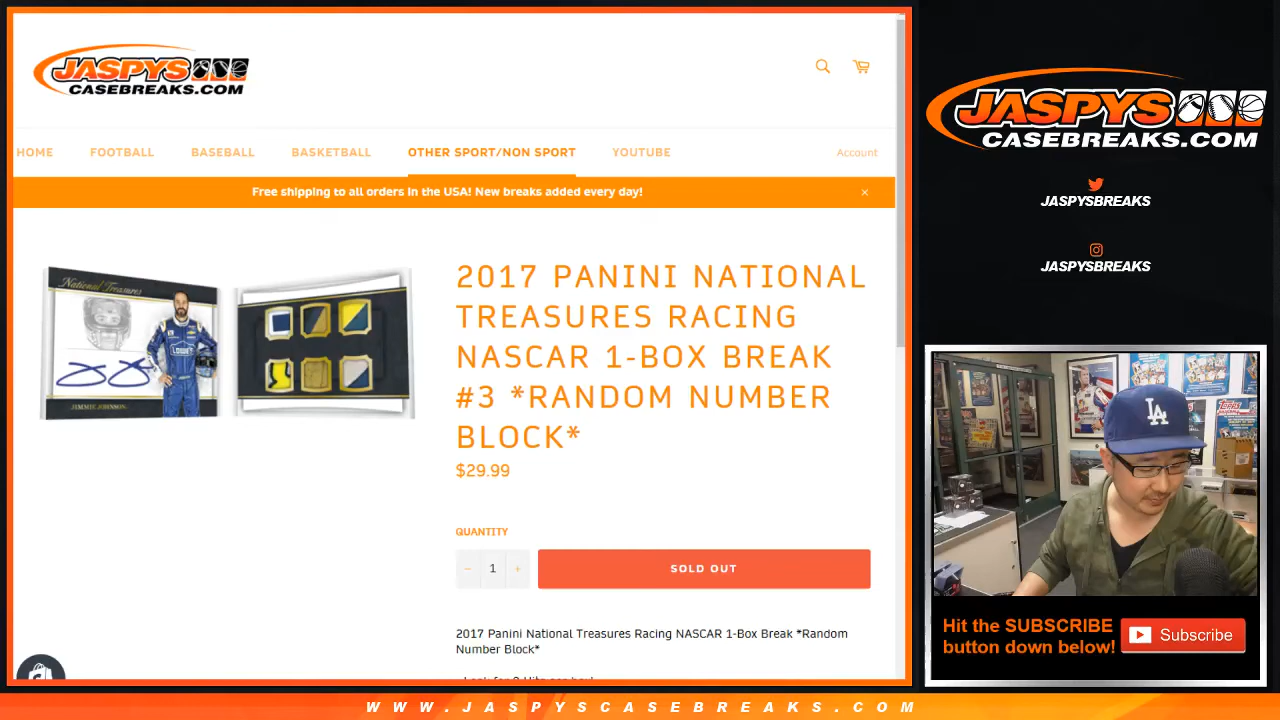 JASPYS
CASEBREAKS.COM
HOME
FOOTBALL
BASEBALL
BASKETBALL
OTHER SPORT/NON SPORT
YOUTUBE
Account
Free shipping to all orders in the USA! New breaks added every day!
×
National Treasures
LOWE'S
JIMMIE JOHNSON
2017 PANINI NATIONAL
TREASURES RACING
NASCAR 1-BOX BREAK
#3 *RANDOM NUMBER
BLOCK*
$29.99
QUANTITY
− 1 +
SOLD OUT
2017 Panini National Treasures Racing NASCAR 1-Box Break *Random
Number Block*
JASPYS
CASEBREAKS.COM
JASPYSBREAKS
JASPYSBREAKS
LA
Topps
Hit the SUBSCRIBE
button down below!
Subscribe
WWW.JASPYSCASEBREAKS.COM